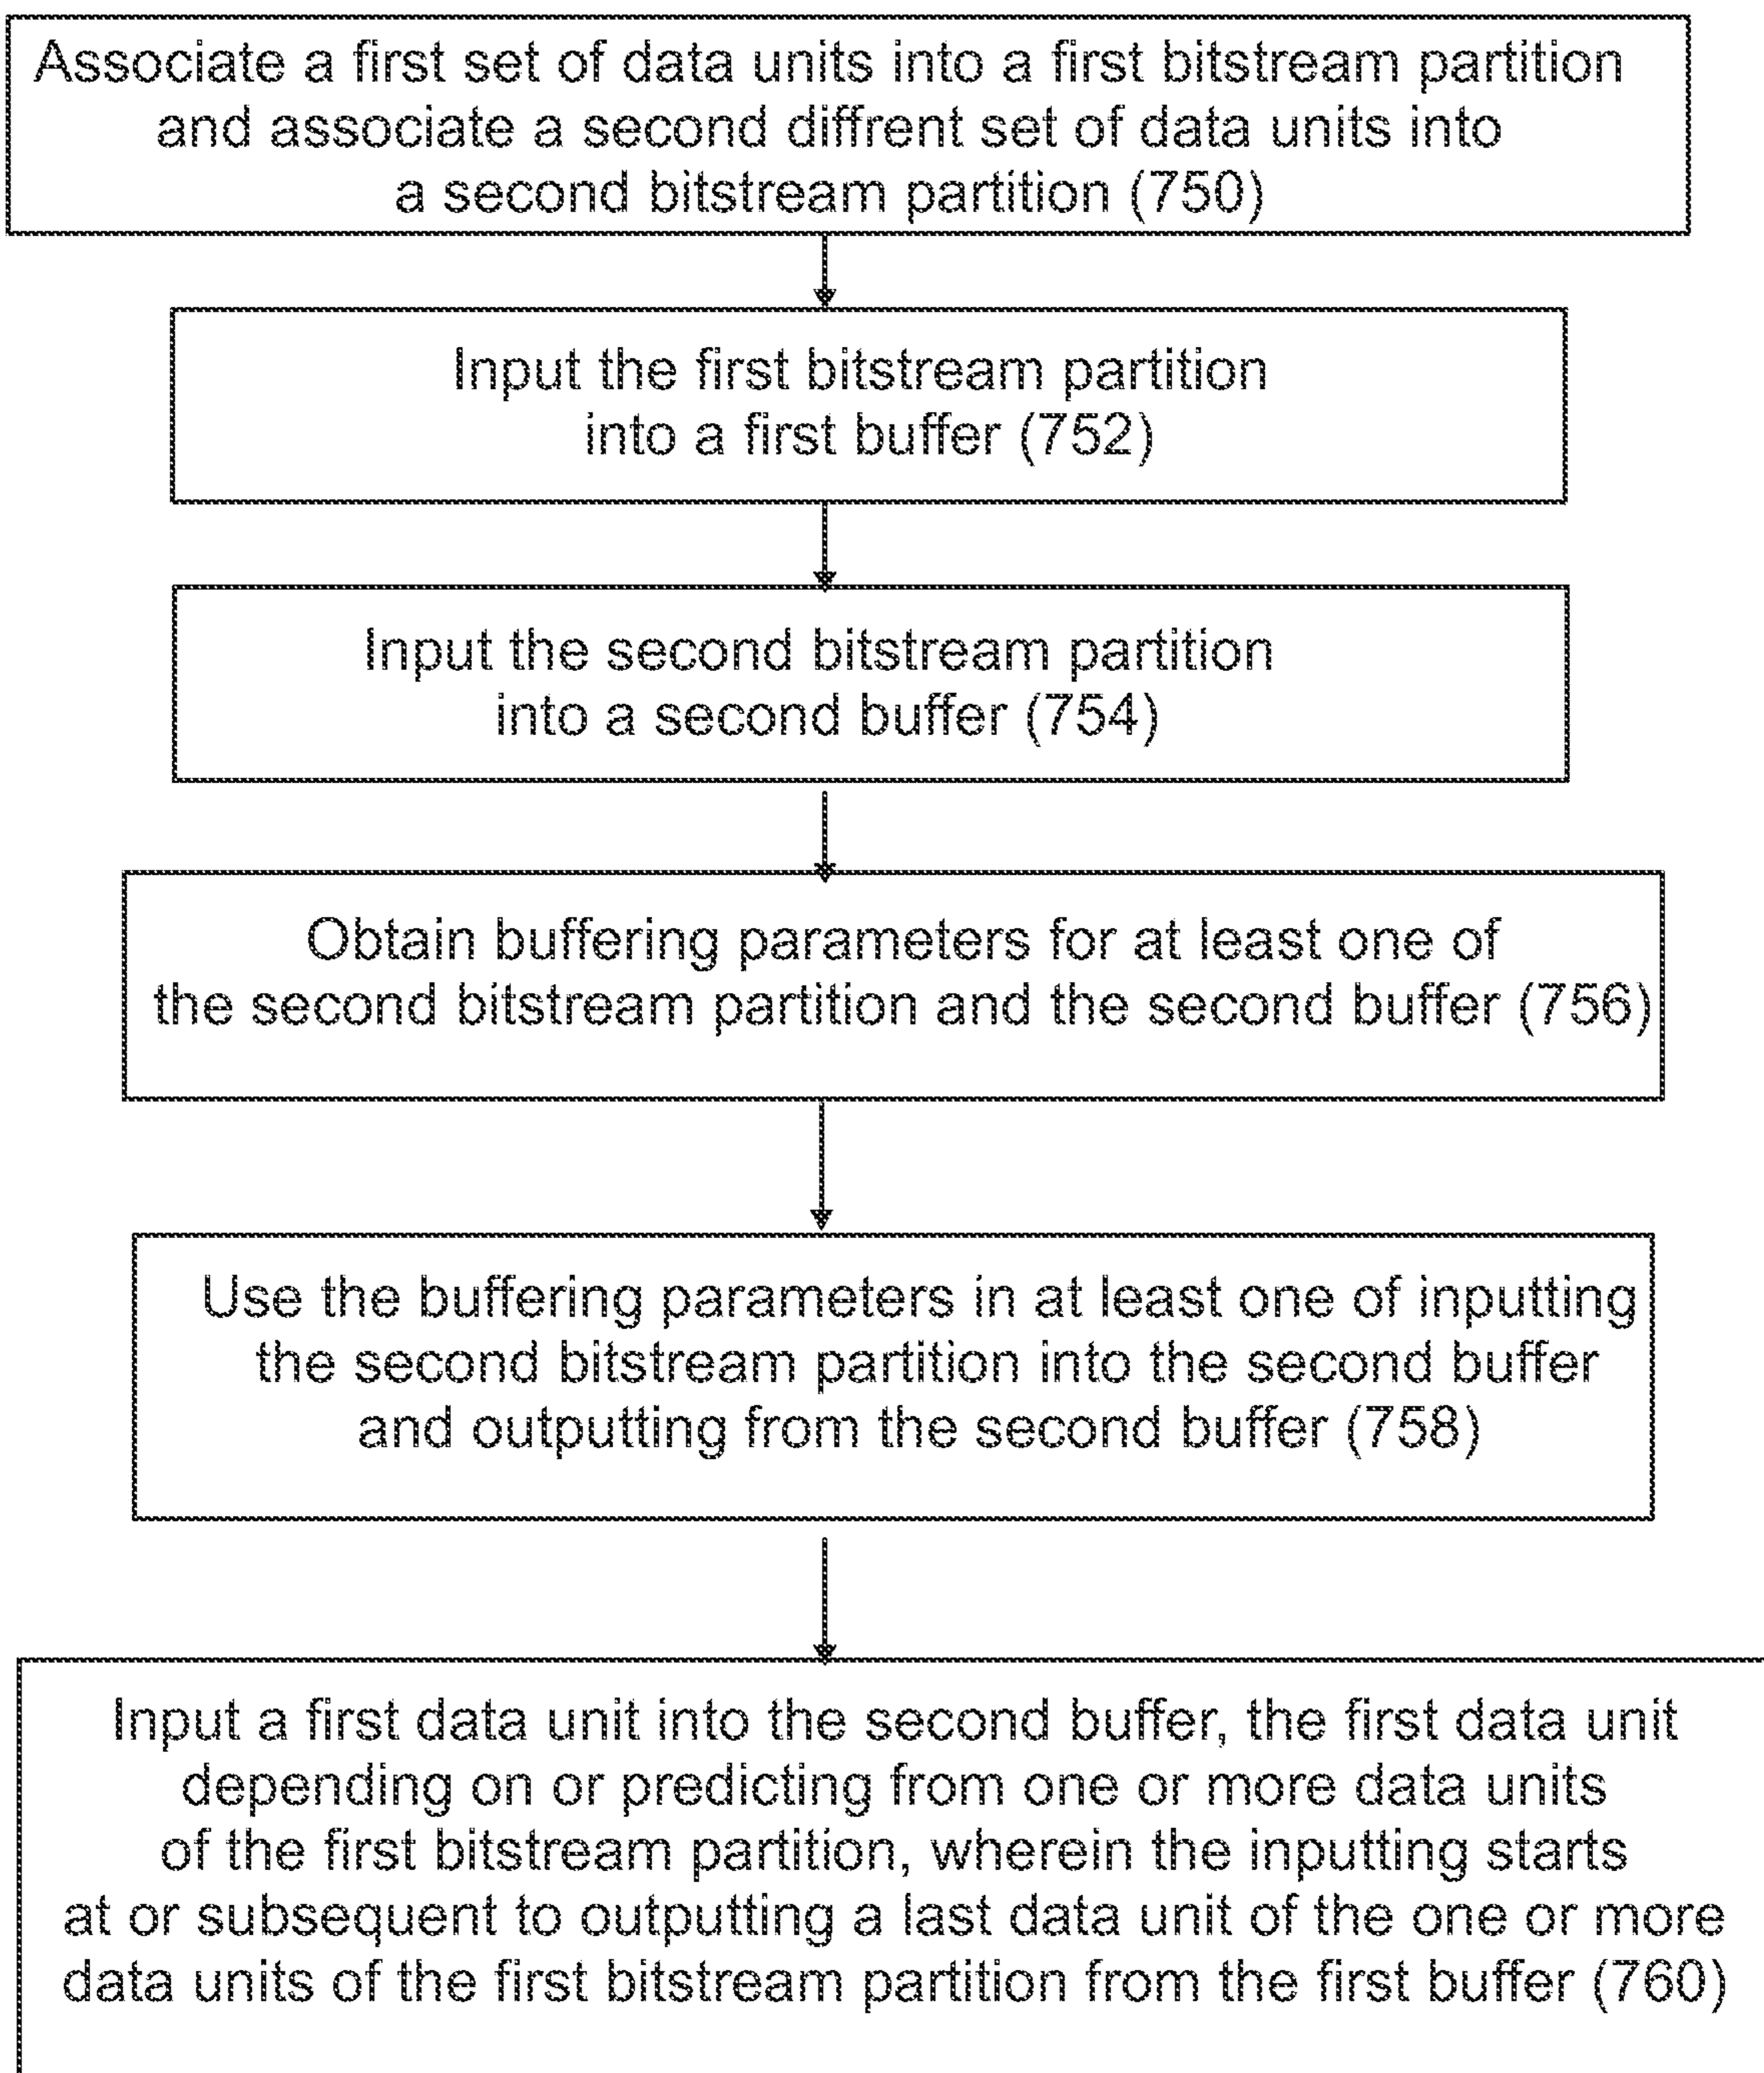 Associate a first set of data units into a first bitstream partition
and associate a second diffrent set of data units into
a second bitstream partition (750)
Input the first bitstream partition
into a first buffer (752)
Input the second bitstream partition
into a second buffer (754)
Obtain buffering parameters for at least one of
the second bitstream partition and the second buffer (756)
Use the buffering parameters in at least one of inputting
the second bitstream partition into the second buffer
and outputting from the second buffer (758)
Input a first data unit into the second buffer, the first data unit
depending on or predicting from one or more data units
of the first bitstream partition, wherein the inputting starts
at or subsequent to outputting a last data unit of the one or more
data units of the first bitstream partition from the first buffer (760)